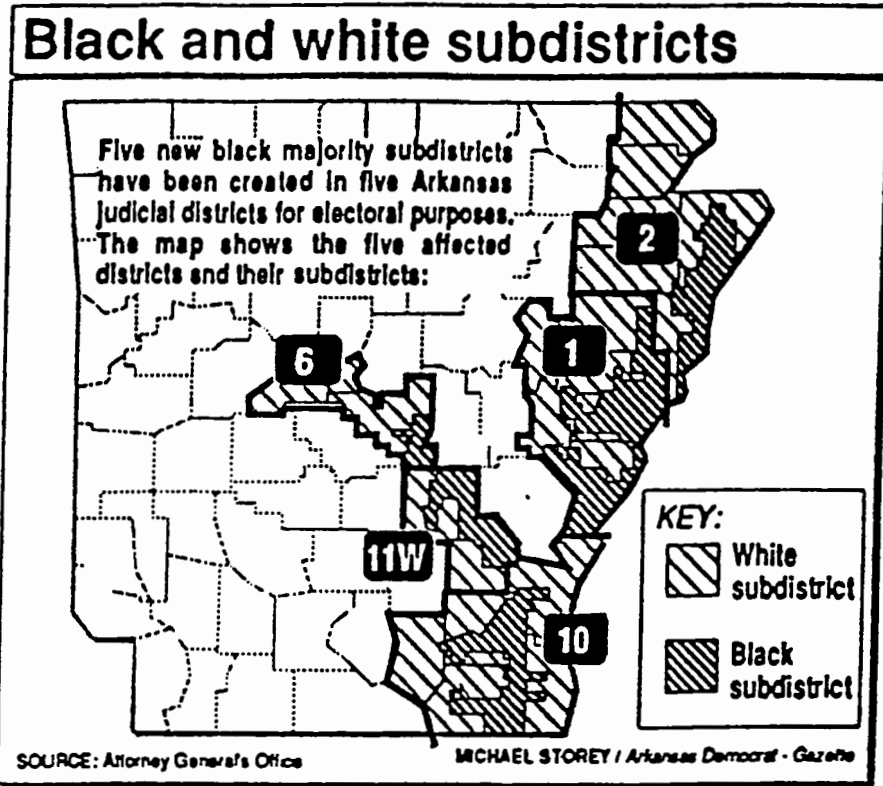 Black and white subdistricts
Five new black majority subdistricts
have been created in five Arkansas
judicial districts for electoral purposes.
The map shows the five affected
districts and their subdistricts:
2
1
6
11W
10
KEY:
White
subdistrict
Black
subdistrict
SOURCE: Attorney General's Office
MICHAEL STOREY / Arkansas Democrat - Gazette